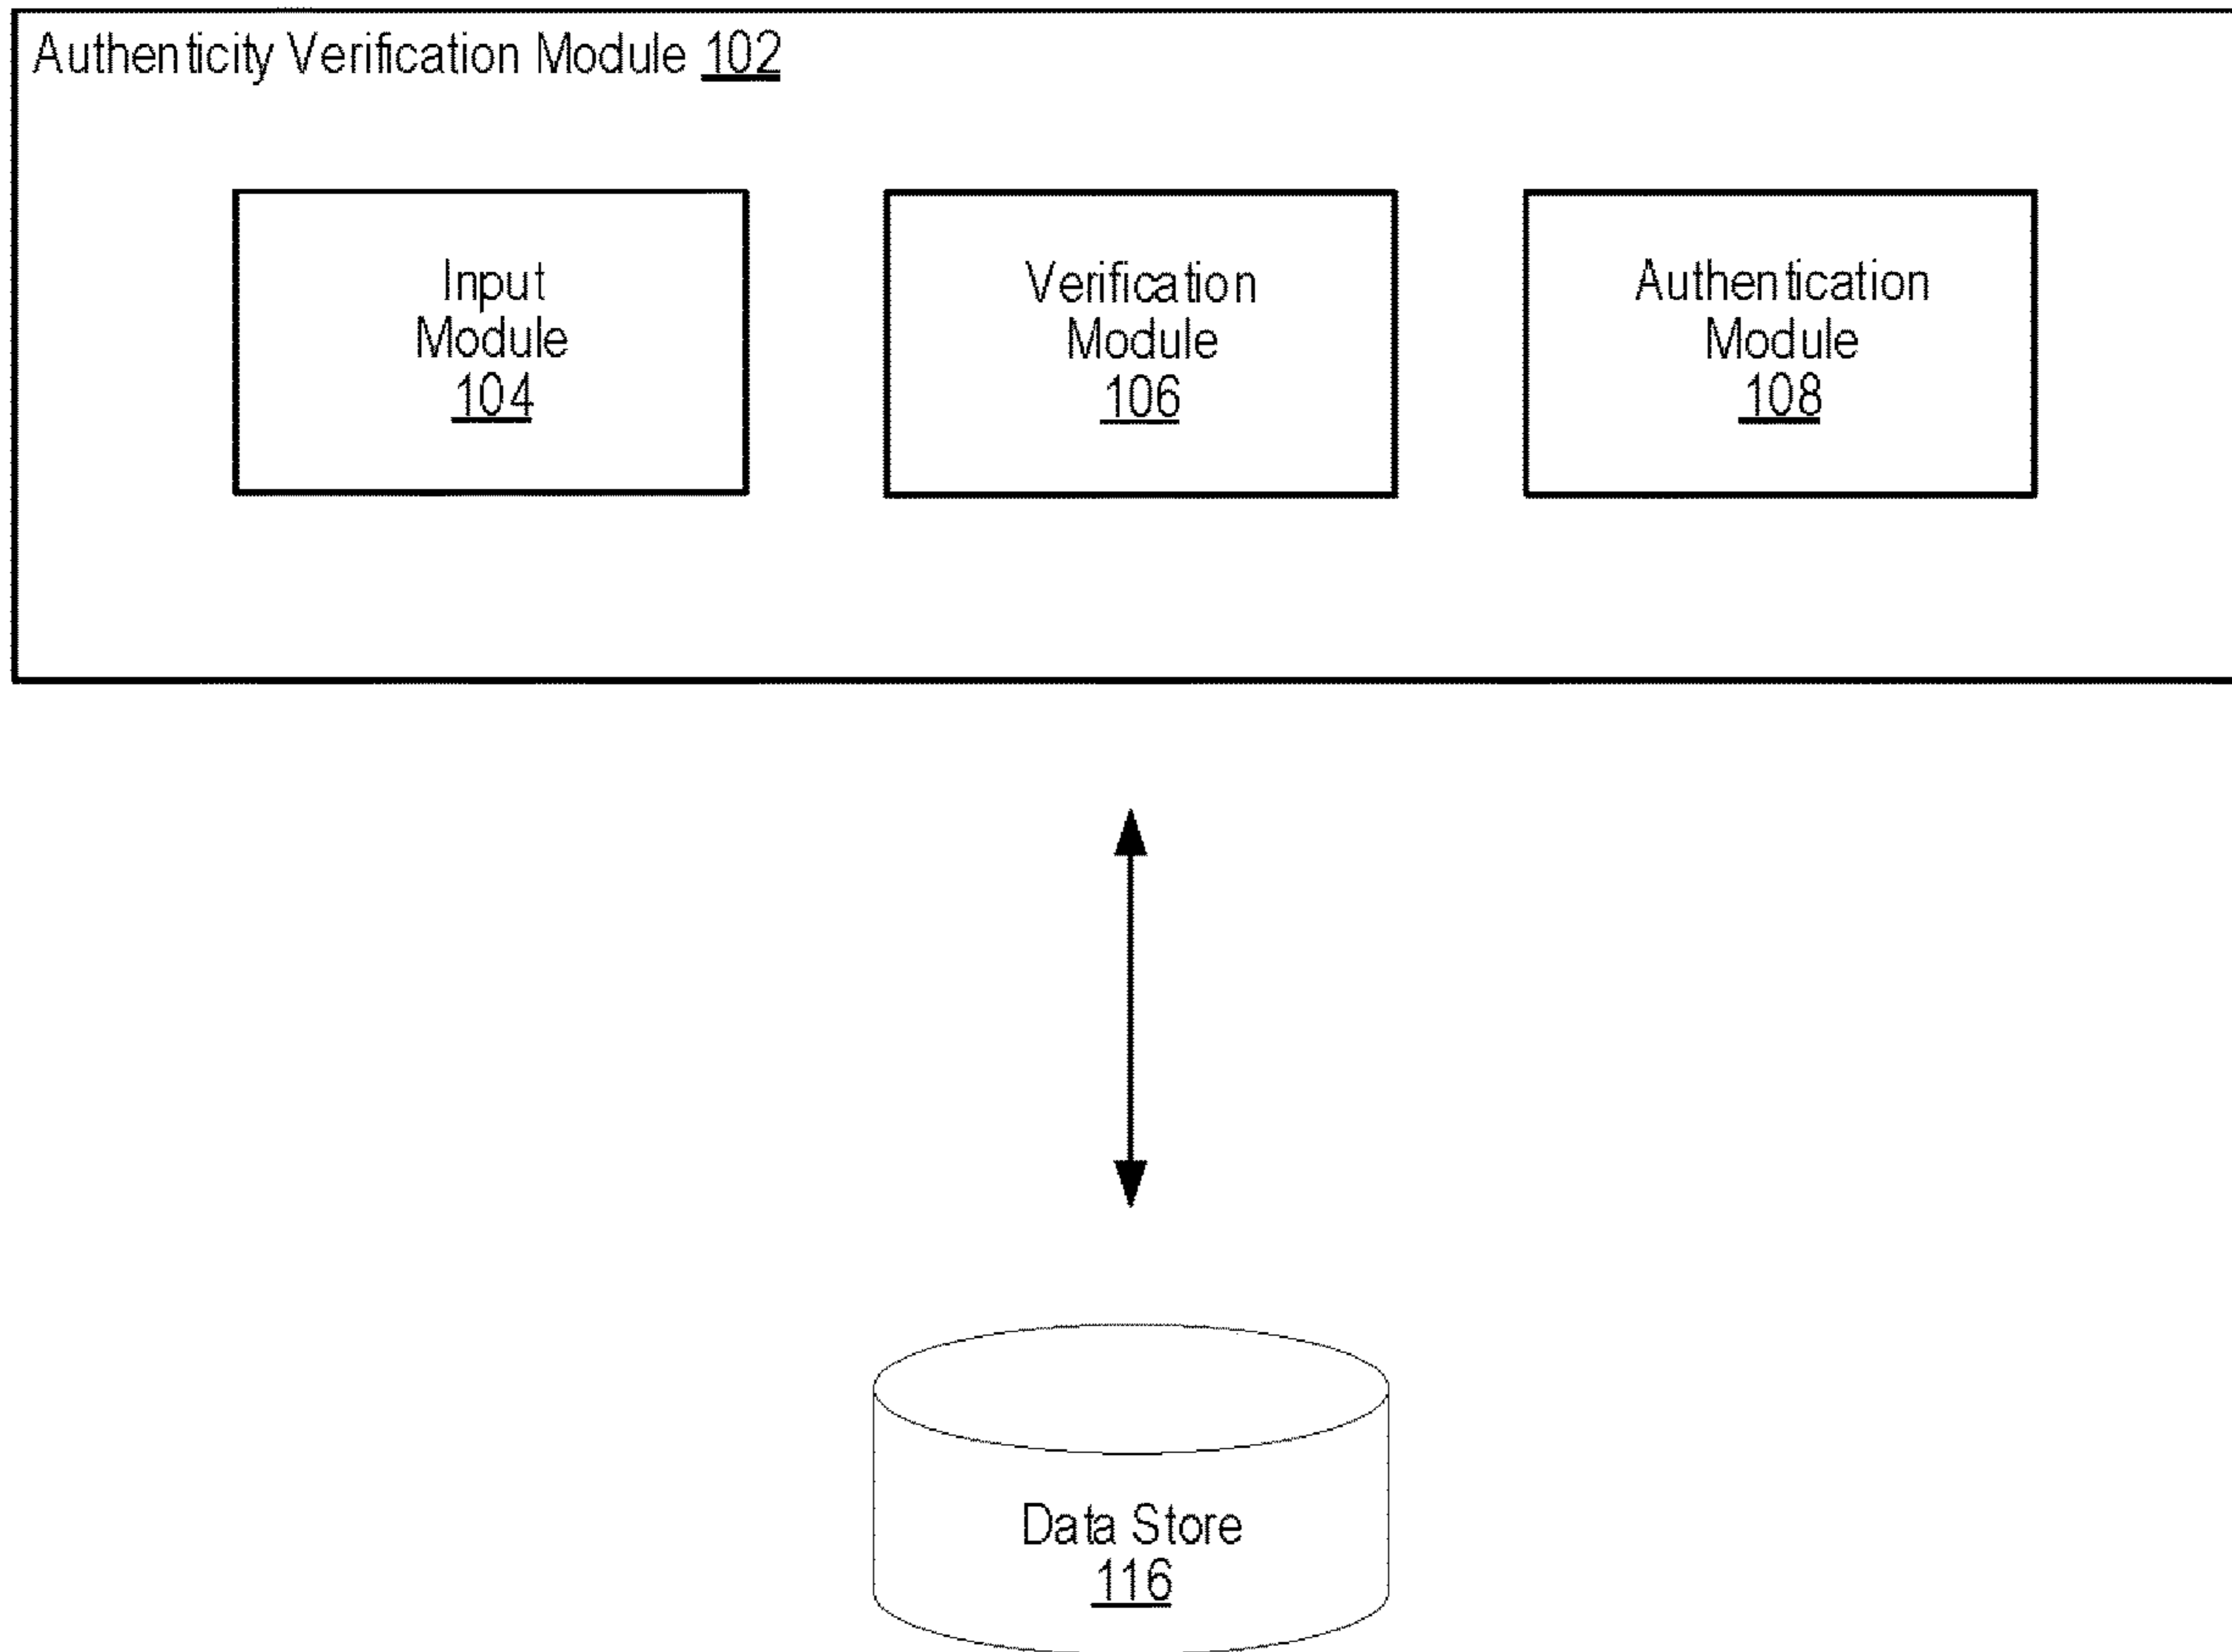 Authenticity Verification Module 102
Input
Module
104
Verification
Module
106
Authentication
Module
108
Data Store
116